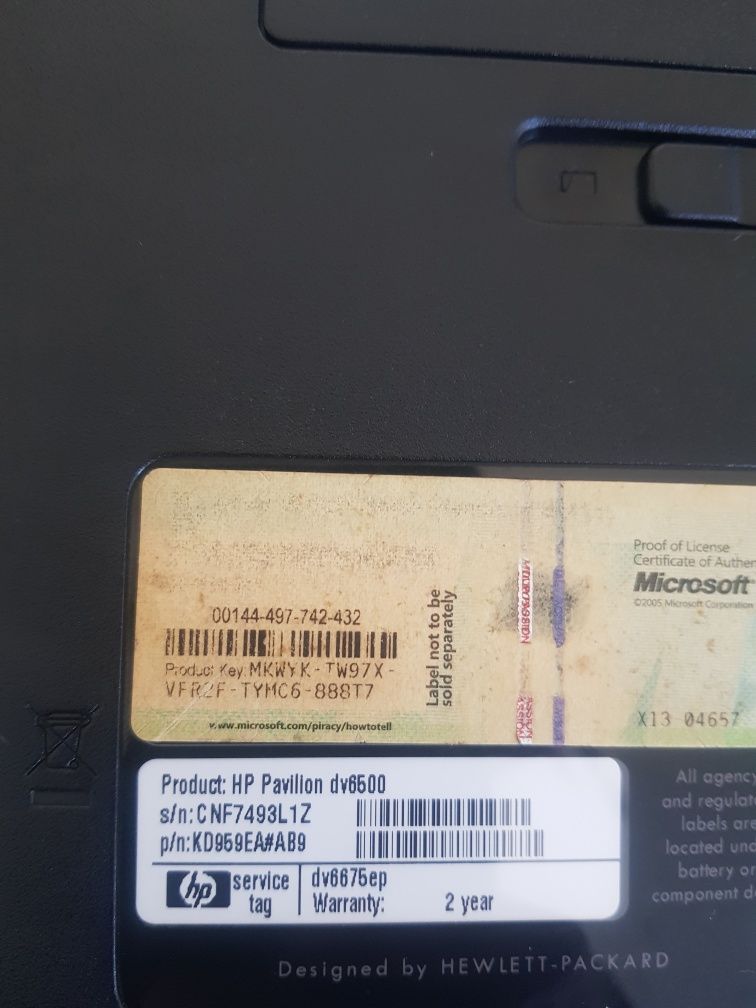 Proof of License
Certificate of Authen
Microsoft
©2005 Microsoft Corporation
00144-497-742-432
Product Key: MKWYK-TW97X-
VFR2F-TYMC6-888T7
Label not to be
sold separately
www.microsoft.com/piracy/howtotell
X13 04657
Product: HP Pavilion dv6500
s/n: CNF7493L1Z
p/n: KD959EA#AB9
hp service tag
dv6675ep
Warranty: 2 year
All agency
and regulato
labels are
located und
battery or
component do
Designed by HEWLETT-PACKARD